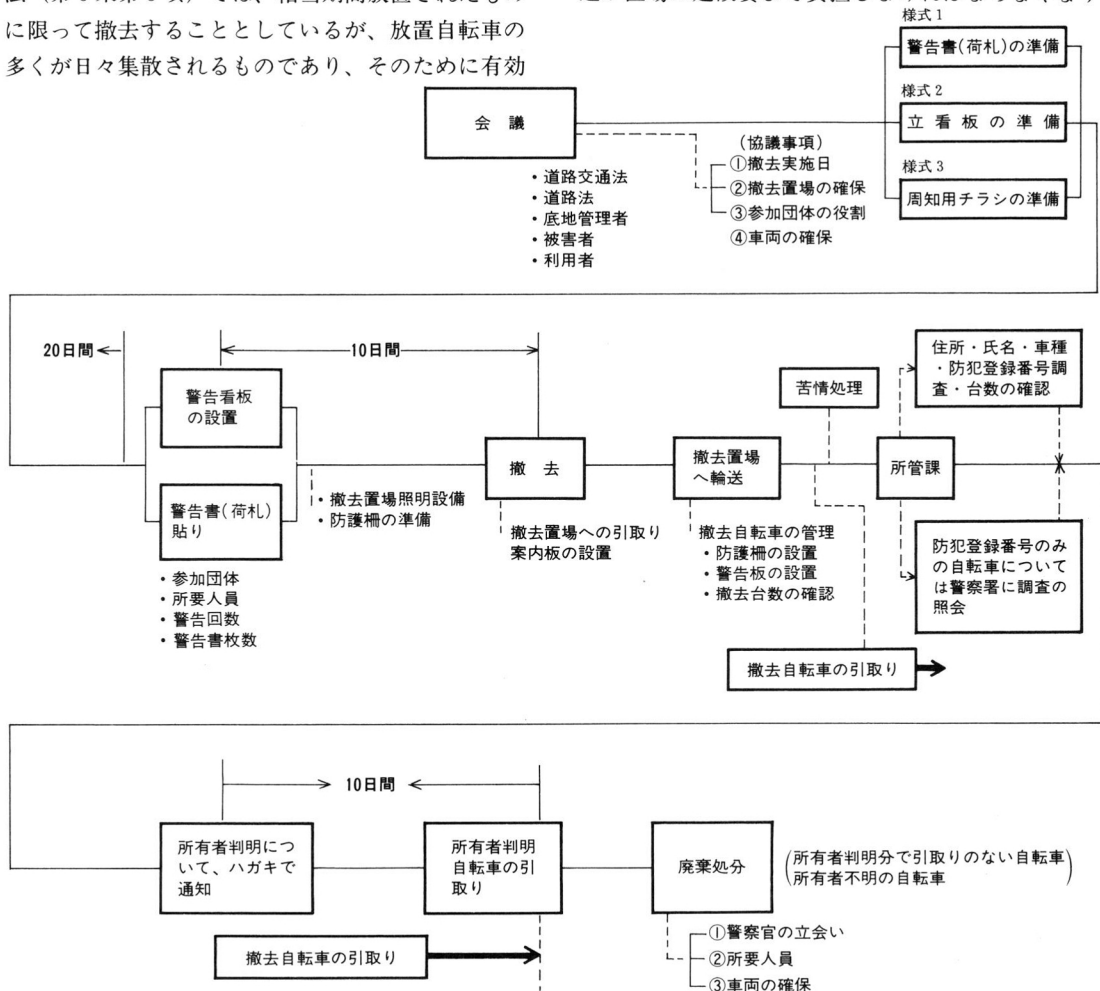 に限って撤去することとしているが、放置自転車の
多くが日々集散されるものであり、そのために有効
様式1
警告書(荷札)の準備
様式2
立看板の準備
様式3
周知用チラシの準備
会議
・道路交通法
・道路法
・底地管理者
・被害者
・利用者
(協議事項)
①撤去実施日
②撤去置場の確保
③参加団体の役割
④車両の確保
20日間
10日間
警告看板
の設置
警告書(荷札)
貼り
・参加団体
・所要人員
・警告回数
・警告書枚数
・撤去置場照明設備
・防護柵の準備
撤去
撤去置場への引取り
案内板の設置
撤去置場
へ輪送
撤去自転車の管理
・防護柵の設置
・警告板の設置
・撤去台数の確認
苦情処理
撤去自転車の引取り
所管課
住所・氏名・車種
・防犯登録番号調
査・台数の確認
防犯登録番号のみ
の自転車について
は警察署に調査の
照会
10日間
所有者判明につ
いて、ハガキで
通知
所有者判明
自転車の引
取り
撤去自転車の引取り
廃棄処分
(所有者判明分で引取りのない自転車
所有者不明の自転車)
①警察官の立会い
②所要人員
③車両の確保